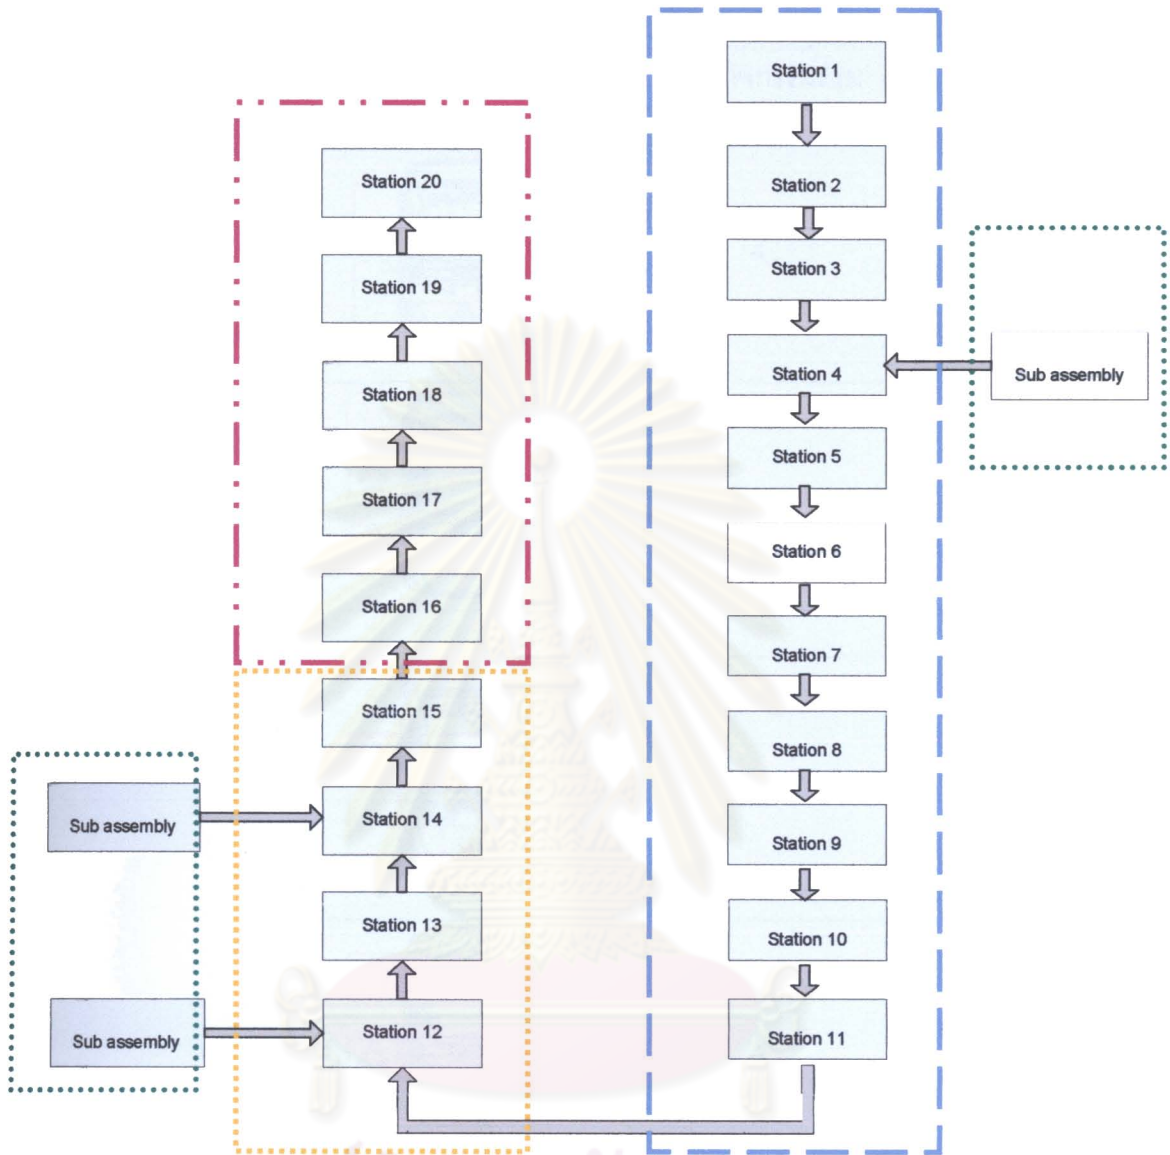 Station 1
Station 2
Station 3
Station 4
Sub assembly
Station 5
Station 6
Station 7
Station 8
Station 9
Station 10
Station 11
Station 12
Sub assembly
Station 13
Station 14
Sub assembly
Station 15
Station 16
Station 17
Station 18
Station 19
Station 20